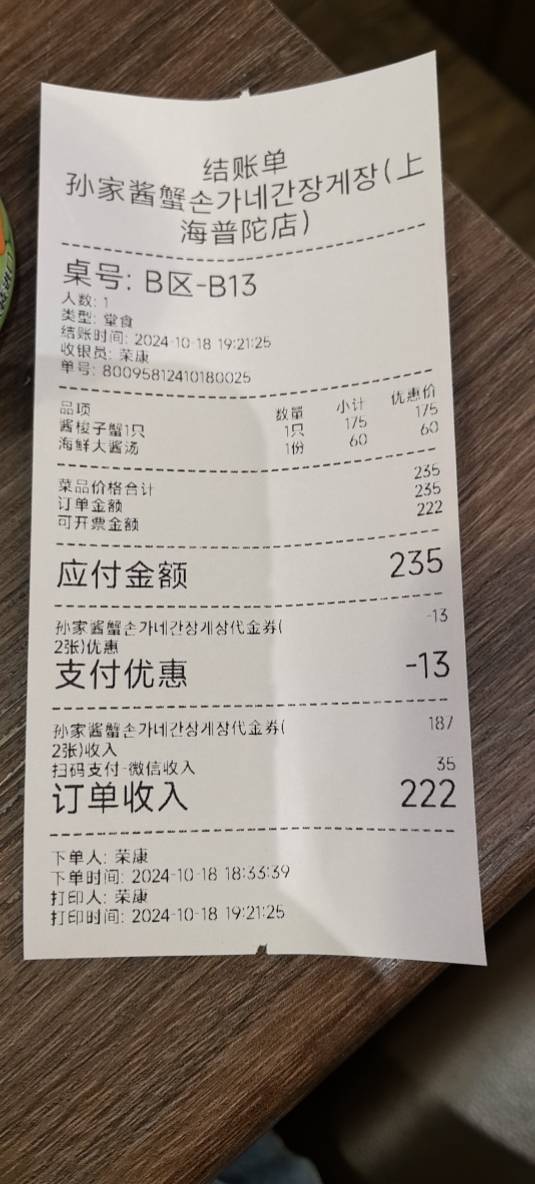 结账单
孙家酱蟹손가네간장게장(上
海普陀店)
桌号: B区-B13
人数: 1
类型: 堂食
结账时间: 2024-10-18 19:21:25
收银员: 荣康
单号: 80095812410180025
品项 数量 小计 优惠价
酱梭子蟹1只 1只 175 175
海鲜大酱汤 1份 60 60
菜品价格合计 235
订单金额 235
可开票金额 222
应付金额 235
孙家酱蟹손가네간장게장代金券( -13
2张)优惠
支付优惠 -13
孙家酱蟹손가네간장게장代金券( 187
2张)收入
扫码支付-微信收入 35
订单收入 222
下单人: 荣康
下单时间: 2024-10-18 18:33:39
打印人: 荣康
打印时间: 2024-10-18 19:21:25